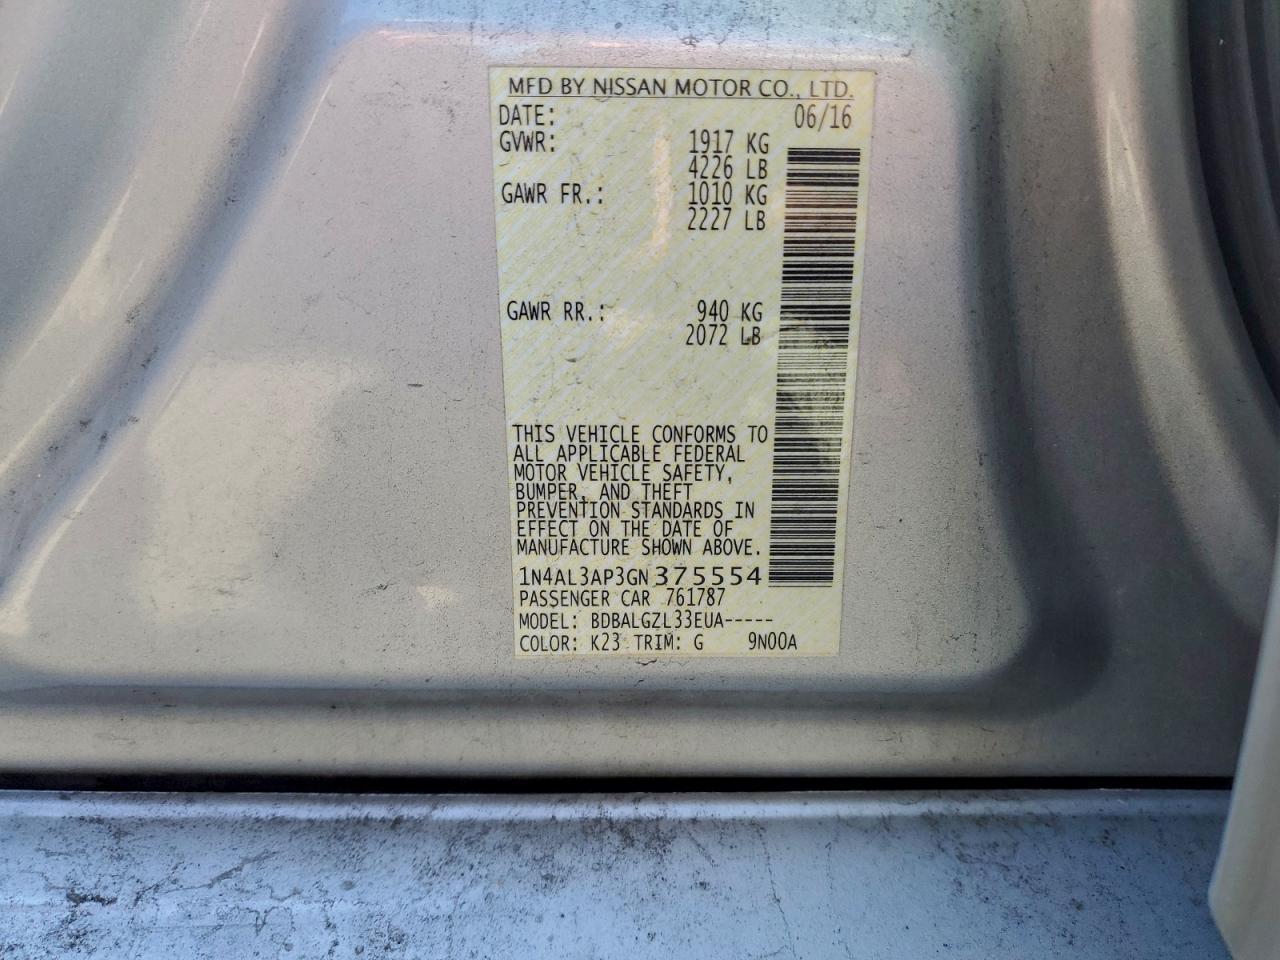 MFD BY NISSAN MOTOR CO., LTD.
DATE: 06/16
GVWR: 1917 KG
4226 LB
GAWR FR.: 1010 KG
2227 LB
GAWR RR.: 940 KG
2072 LB
THIS VEHICLE CONFORMS TO
ALL APPLICABLE FEDERAL
MOTOR VEHICLE SAFETY,
BUMPER, AND THEFT
PREVENTION STANDARDS IN
EFFECT ON THE DATE OF
MANUFACTURE SHOWN ABOVE.
1N4AL3AP3GN375554
PASSENGER CAR 761787
MODEL: BDBALGZL33EUA-----
COLOR: K23 TRIM: G 9N00A